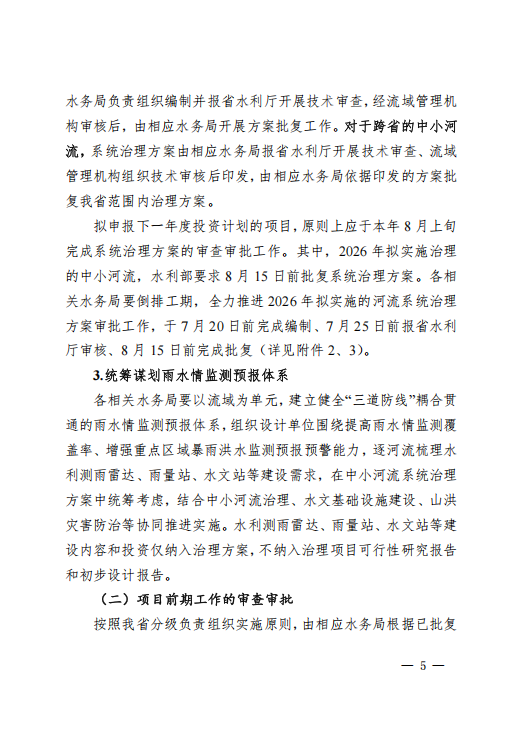 水务局负责组织编制并报省水利厅开展技术审查，经流域管理机
构审核后，由相应水务局开展方案批复工作。对于跨省的中小河
流，系统治理方案由相应水务局报省水利厅开展技术审查、流域
管理机构组织技术审核后印发，由相应水务局依据印发的方案批
复我省范围内治理方案。
拟申报下一年度投资计划的项目，原则上应于本年 8 月上旬
完成系统治理方案的审查审批工作。其中，2026 年拟实施治理
的中小河流，水利部要求 8 月 15 日前批复系统治理方案。各相
关水务局要倒排工期，全力推进 2026 年拟实施的河流系统治理
方案审批工作，于 7 月 20 日前完成编制、7 月 25 日前报省水利
厅审核、8 月 15 日前完成批复（详见附件 2、3）。
3.统筹谋划雨水情监测预报体系
各相关水务局要以流域为单元，建立健全“三道防线”耦合贯
通的雨水情监测预报体系，组织设计单位围绕提高雨水情监测覆
盖率、增强重点区域暴雨洪水监测预报预警能力，逐河流梳理水
利测雨雷达、雨量站、水文站等建设需求，在中小河流系统治理
方案中统筹考虑，结合中小河流治理、水文基础设施建设、山洪
灾害防治等协同推进实施。水利测雨雷达、雨量站、水文站等建
设内容和投资仅纳入治理方案，不纳入治理项目可行性研究报告
和初步设计报告。
（二）项目前期工作的审查审批
按照我省分级负责组织实施原则，由相应水务局根据已批复
— 5 —